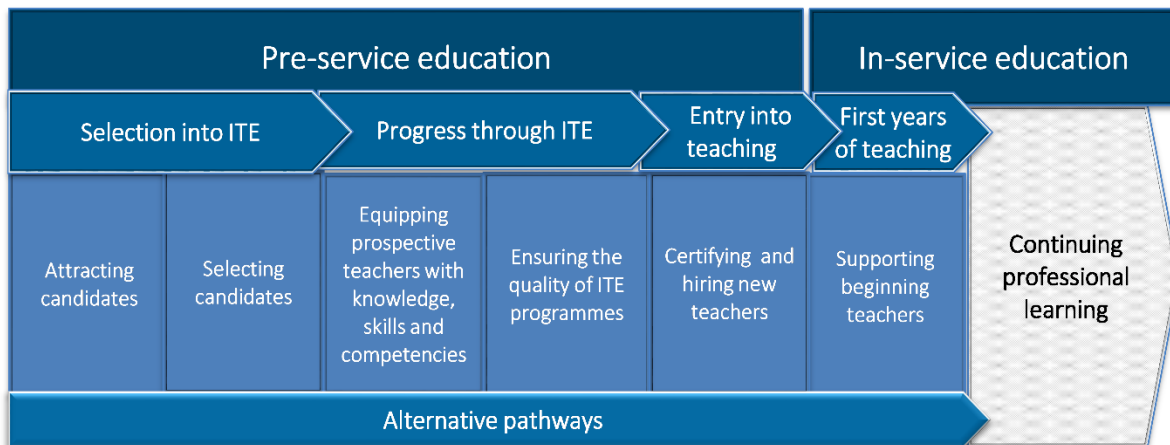 Pre-service education
In-service education
Selection into ITE
Progress through ITE
Entry into
teaching
First years
of teaching
Attracting
candidates
Selecting
candidates
Equipping
prospective
teachers with
knowledge,
skills and
competencies
Ensuring the
quality of ITE
programmes
Certifying and
hiring new
teachers
Supporting
beginning
teachers
Continuing
professional
learning
Alternative pathways